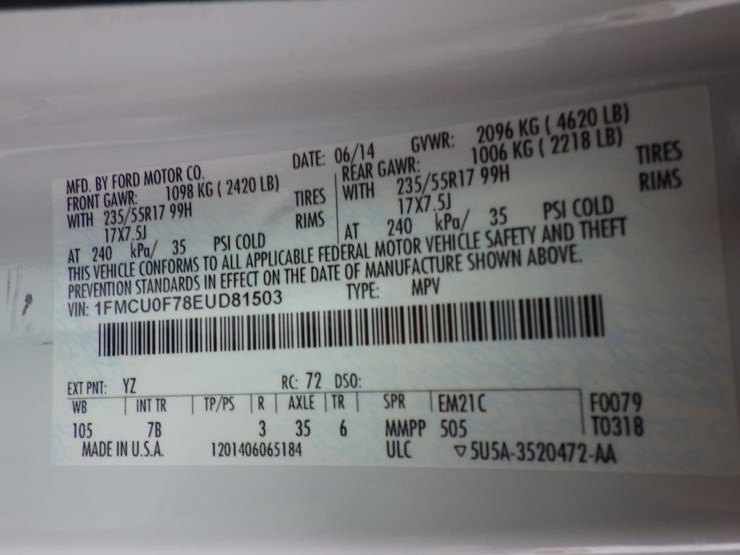 MFD. BY FORD MOTOR CO. DATE: 06/14 GVWR: 2096 KG ( 4620 LB)
FRONT GAWR: 1098 KG ( 2420 LB) REAR GAWR: 1006 KG ( 2218 LB)
WITH 235/55R17 99H TIRES WITH 235/55R17 99H TIRES
17X7.5J RIMS 17X7.5J RIMS
AT 240 kPa/ 35 PSI COLD AT 240 kPa/ 35 PSI COLD
THIS VEHICLE CONFORMS TO ALL APPLICABLE FEDERAL MOTOR VEHICLE SAFETY AND THEFT
PREVENTION STANDARDS IN EFFECT ON THE DATE OF MANUFACTURE SHOWN ABOVE.
VIN: 1FMCU0F78EUD81503 TYPE: MPV
EXT PNT: YZ RC: 72 DSO:
WB INT TR TP/PS R AXLE TR SPR EM21C F0079
105 7B 3 35 6 MMPP 505 T0318
MADE IN U.S.A. 1201406065184 ULC ▽5U5A-3520472-AA